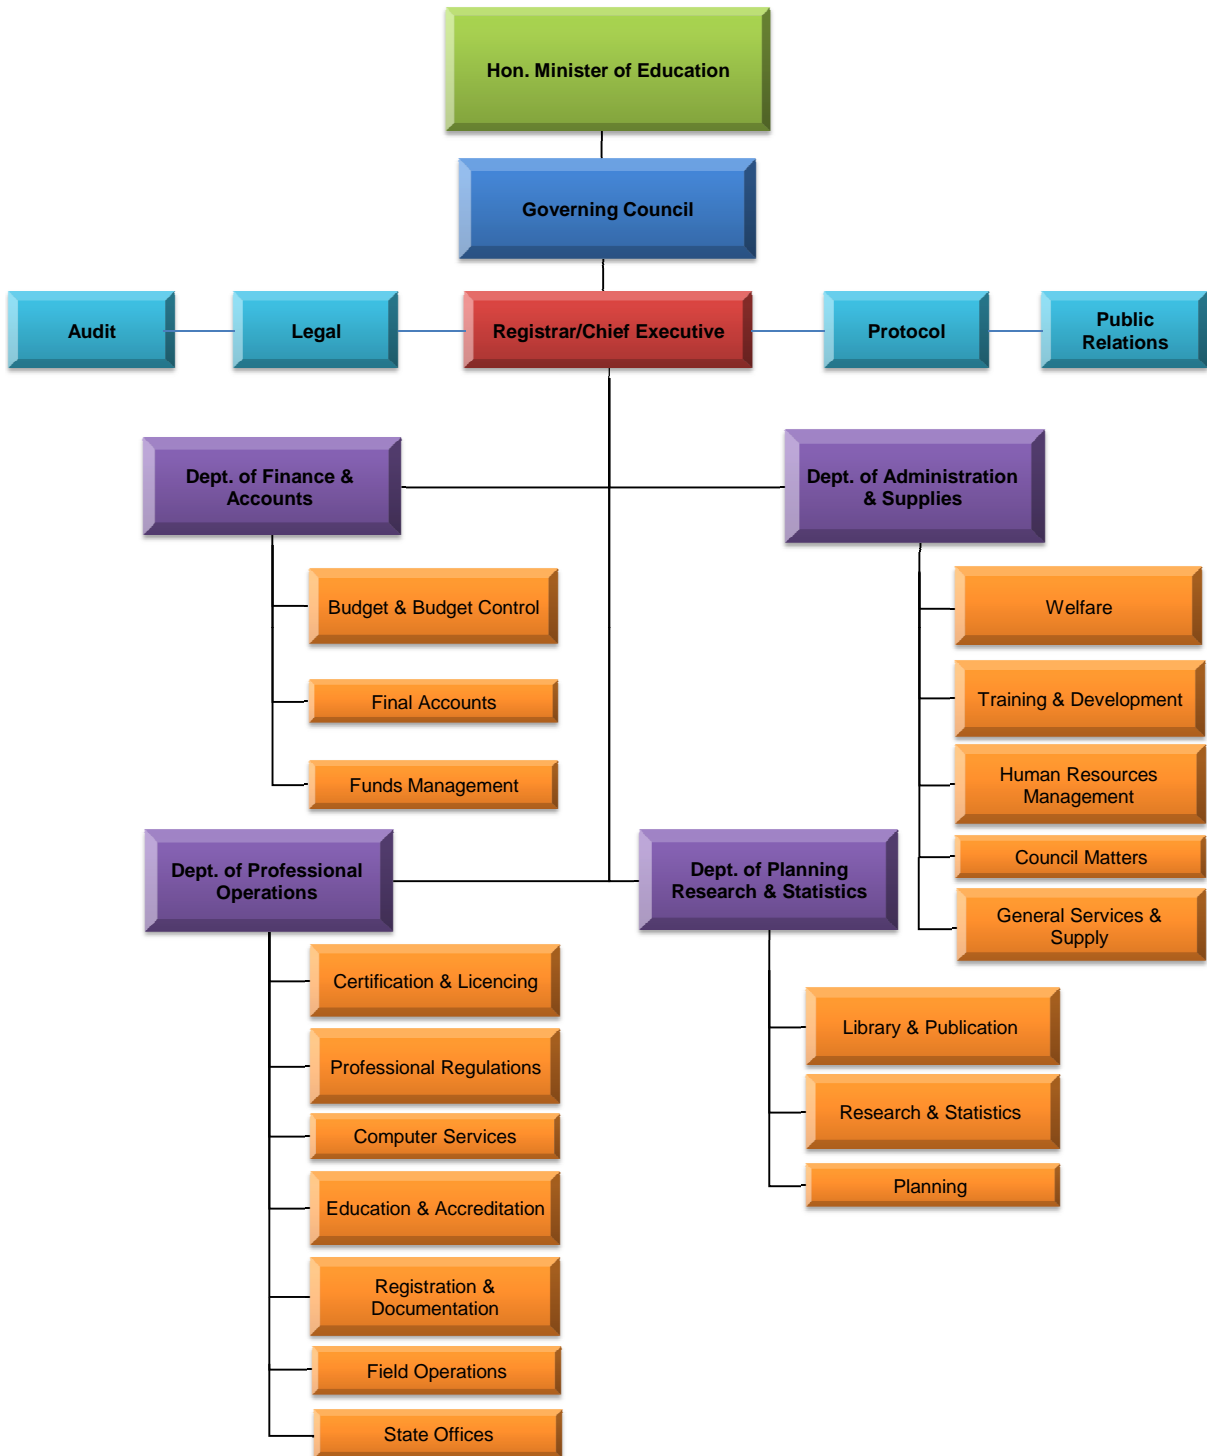 Hon. Minister of Education
Governing Council
Audit
Legal
Registrar/Chief Executive
Protocol
Public
Relations
Dept. of Finance &
Accounts
Dept. of Administration
& Supplies
Budget & Budget Control
Final Accounts
Funds Management
Welfare
Training & Development
Human Resources
Management
Council Matters
General Services &
Supply
Dept. of Professional
Operations
Dept. of Planning
Research & Statistics
Certification & Licencing
Professional Regulations
Computer Services
Education & Accreditation
Registration &
Documentation
Field Operations
State Offices
Library & Publication
Research & Statistics
Planning